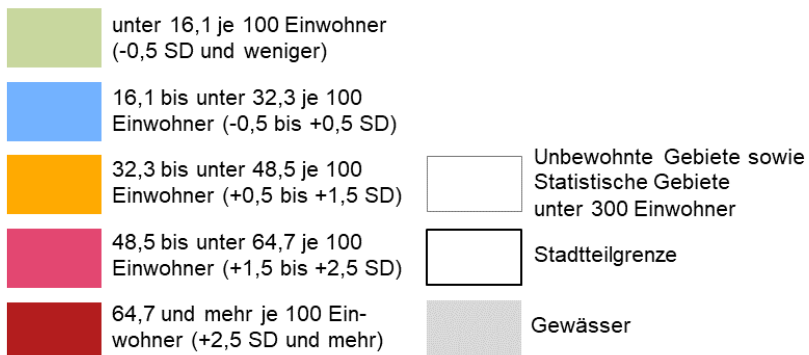 unter 16,1 je 100 Einwohner
(-0,5 SD und weniger)
16,1 bis unter 32,3 je 100
Einwohner (-0,5 bis +0,5 SD)
32,3 bis unter 48,5 je 100
Einwohner (+0,5 bis +1,5 SD)
48,5 bis unter 64,7 je 100
Einwohner (+1,5 bis +2,5 SD)
64,7 und mehr je 100 Ein-
wohner (+2,5 SD und mehr)
Unbewohnte Gebiete sowie
Statistische Gebiete
unter 300 Einwohner
Stadtteilgrenze
Gewässer